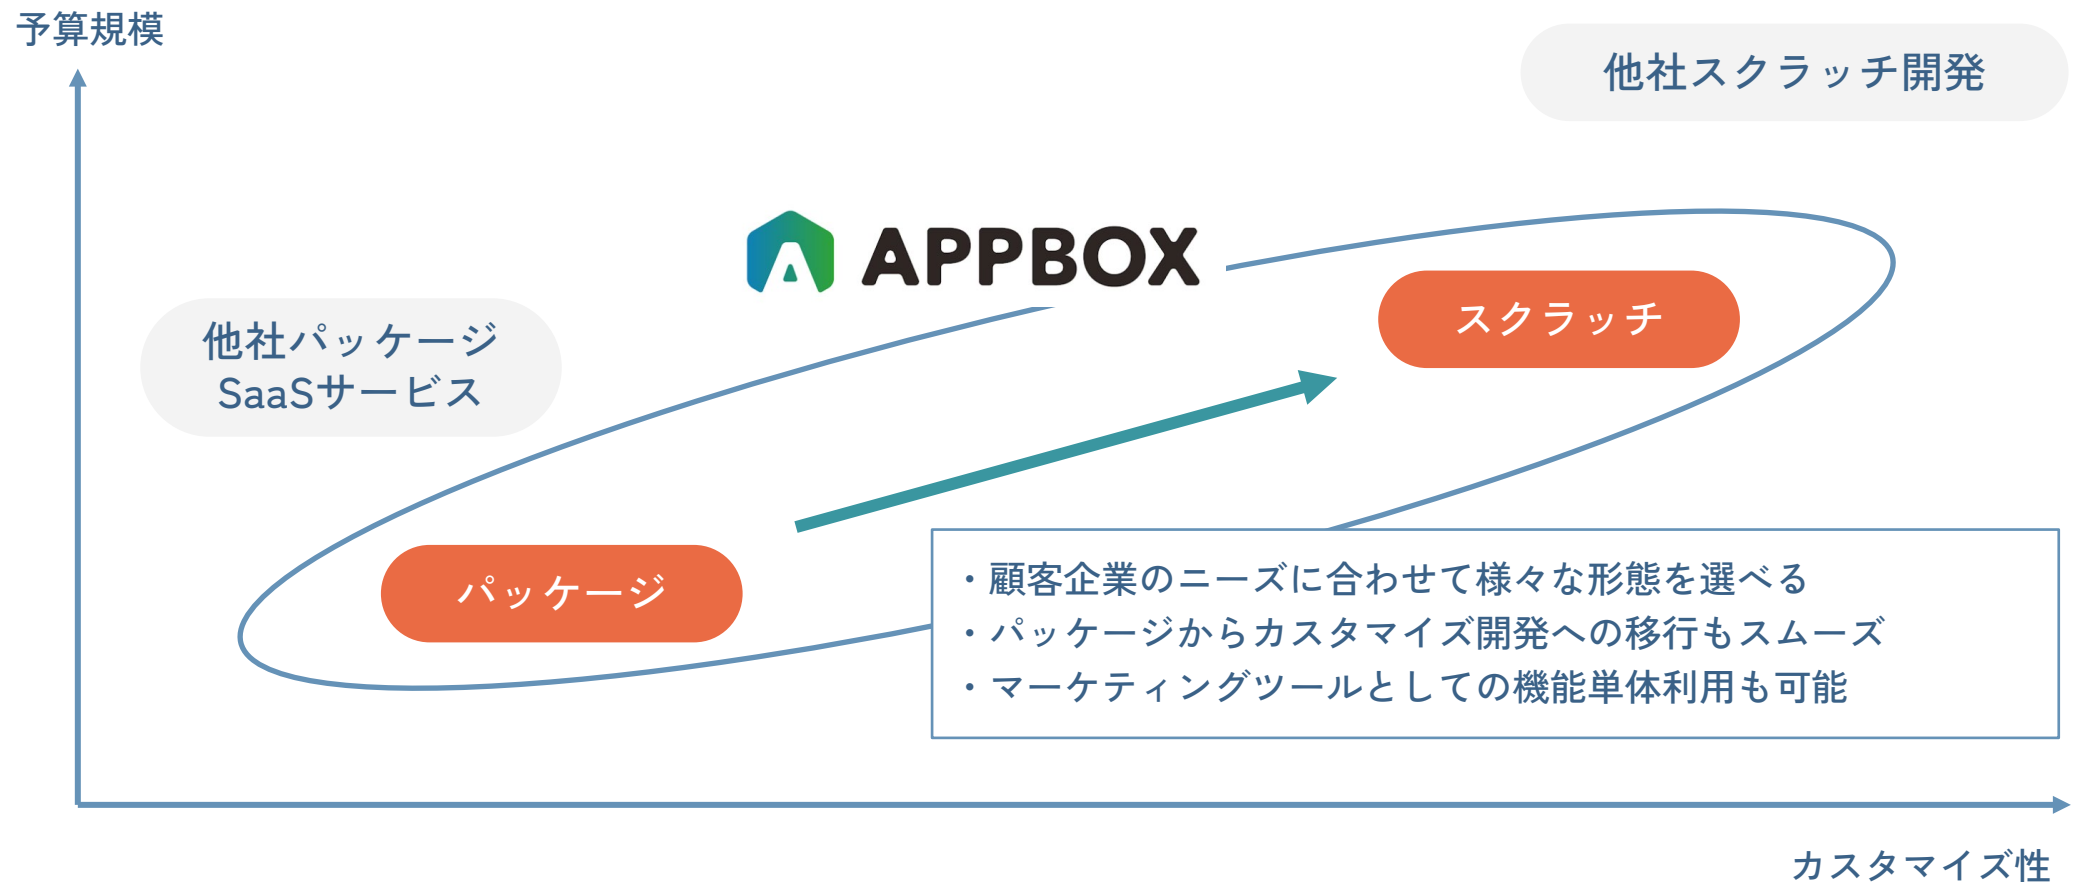 予算規模
他社スクラッチ開発
APPBOX
他社パッケージ
SaaSサービス
スクラッチ
パッケージ
・顧客企業のニーズに合わせて様々な形態を選べる
・パッケージからカスタマイズ開発への移行もスムーズ
・マーケティングツールとしての機能単体利用も可能
カスタマイズ性